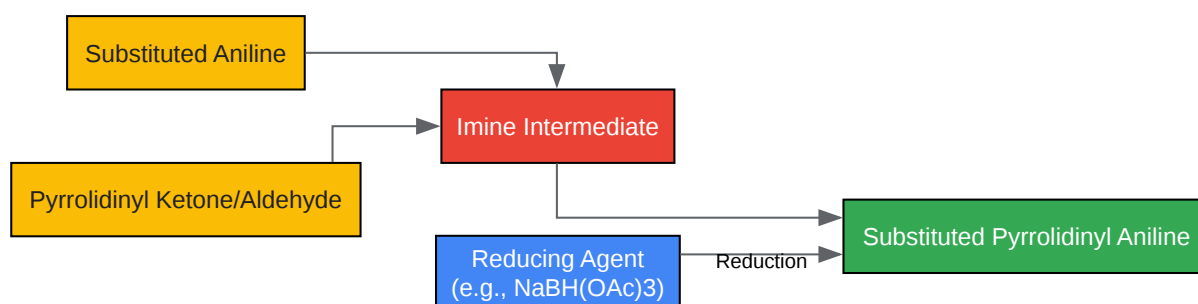 Substituted Aniline
Imine Intermediate
Pyrrolidinyl Ketone/Aldehyde
Substituted Pyrrolidinyl Aniline
Reducing Agent
(e.g., NaBH(OAc)3)
Reduction